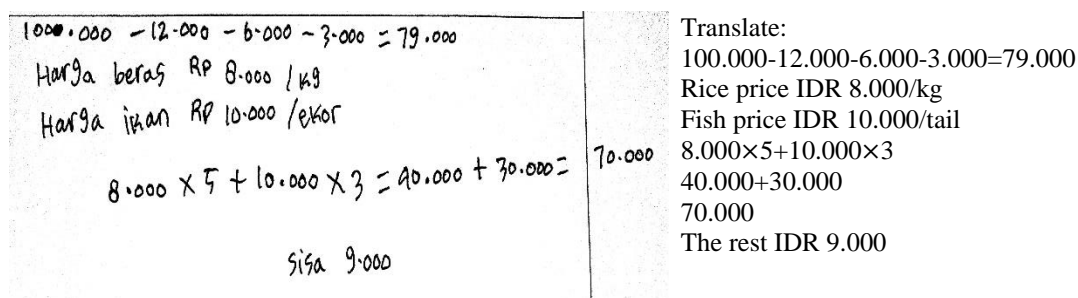 1000.000 - 12.000 - 6.000 - 3.000 = 79.000
Harga beras RP 8.000 / kg
Harga ikan RP 10.000 / ekor
8.000 × 5 + 10.000 × 3 = 40.000 + 30.000 = 70.000
sisa 9.000
Translate:
100.000-12.000-6.000-3.000=79.000
Rice price IDR 8.000/kg
Fish price IDR 10.000/tail
8.000×5+10.000×3
40.000+30.000
70.000
The rest IDR 9.000